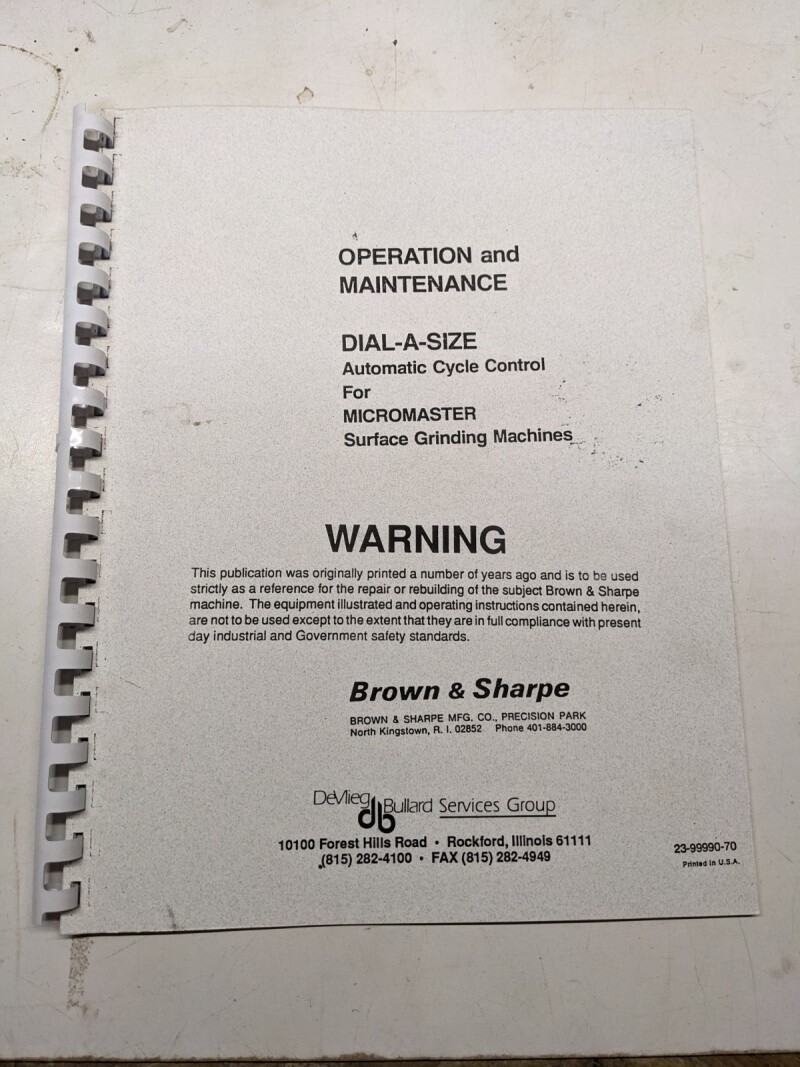 OPERATION and
MAINTENANCE
DIAL-A-SIZE
Automatic Cycle Control
For
MICROMASTER
Surface Grinding Machines
WARNING
This publication was originally printed a number of years ago and is to be used
strictly as a reference for the repair or rebuilding of the subject Brown & Sharpe
machine. The equipment illustrated and operating instructions contained herein,
are not to be used except to the extent that they are in full compliance with present
day industrial and Government safety standards.
Brown & Sharpe
BROWN & SHARPE MFG. CO., PRECISION PARK
North Kingstown, R. I. 02852 Phone 401-884-3000
DeVlieg db Bullard Services Group
10100 Forest Hills Road • Rockford, Illinois 61111
(815) 282-4100 • FAX (815) 282-4949
23-99990-70
Printed in U.S.A.